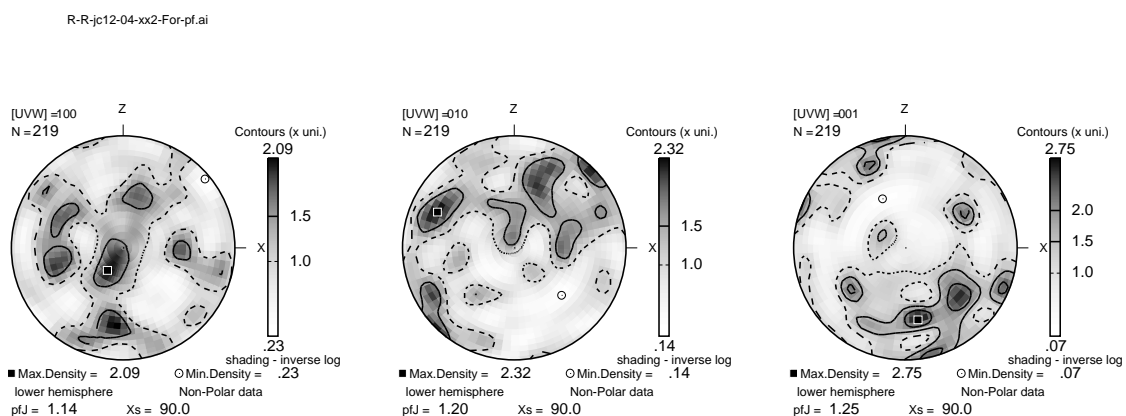 R-R-jc12-04-xx2-For-pf.ai
[UVW] =100
N = 219
Z
X
Contours (x uni.)
2.09
1.5
1.0
.23
shading - inverse log
Max.Density = 2.09
Min.Density = .23
lower hemisphere
Non-Polar data
pfJ = 1.14
Xs = 90.0
[UVW] =010
N = 219
Z
X
Contours (x uni.)
2.32
1.5
1.0
.14
shading - inverse log
Max.Density = 2.32
Min.Density = .14
lower hemisphere
Non-Polar data
pfJ = 1.20
Xs = 90.0
[UVW] =001
N = 219
Z
X
Contours (x uni.)
2.75
2.0
1.5
1.0
.07
shading - inverse log
Max.Density = 2.75
Min.Density = .07
lower hemisphere
Non-Polar data
pfJ = 1.25
Xs = 90.0